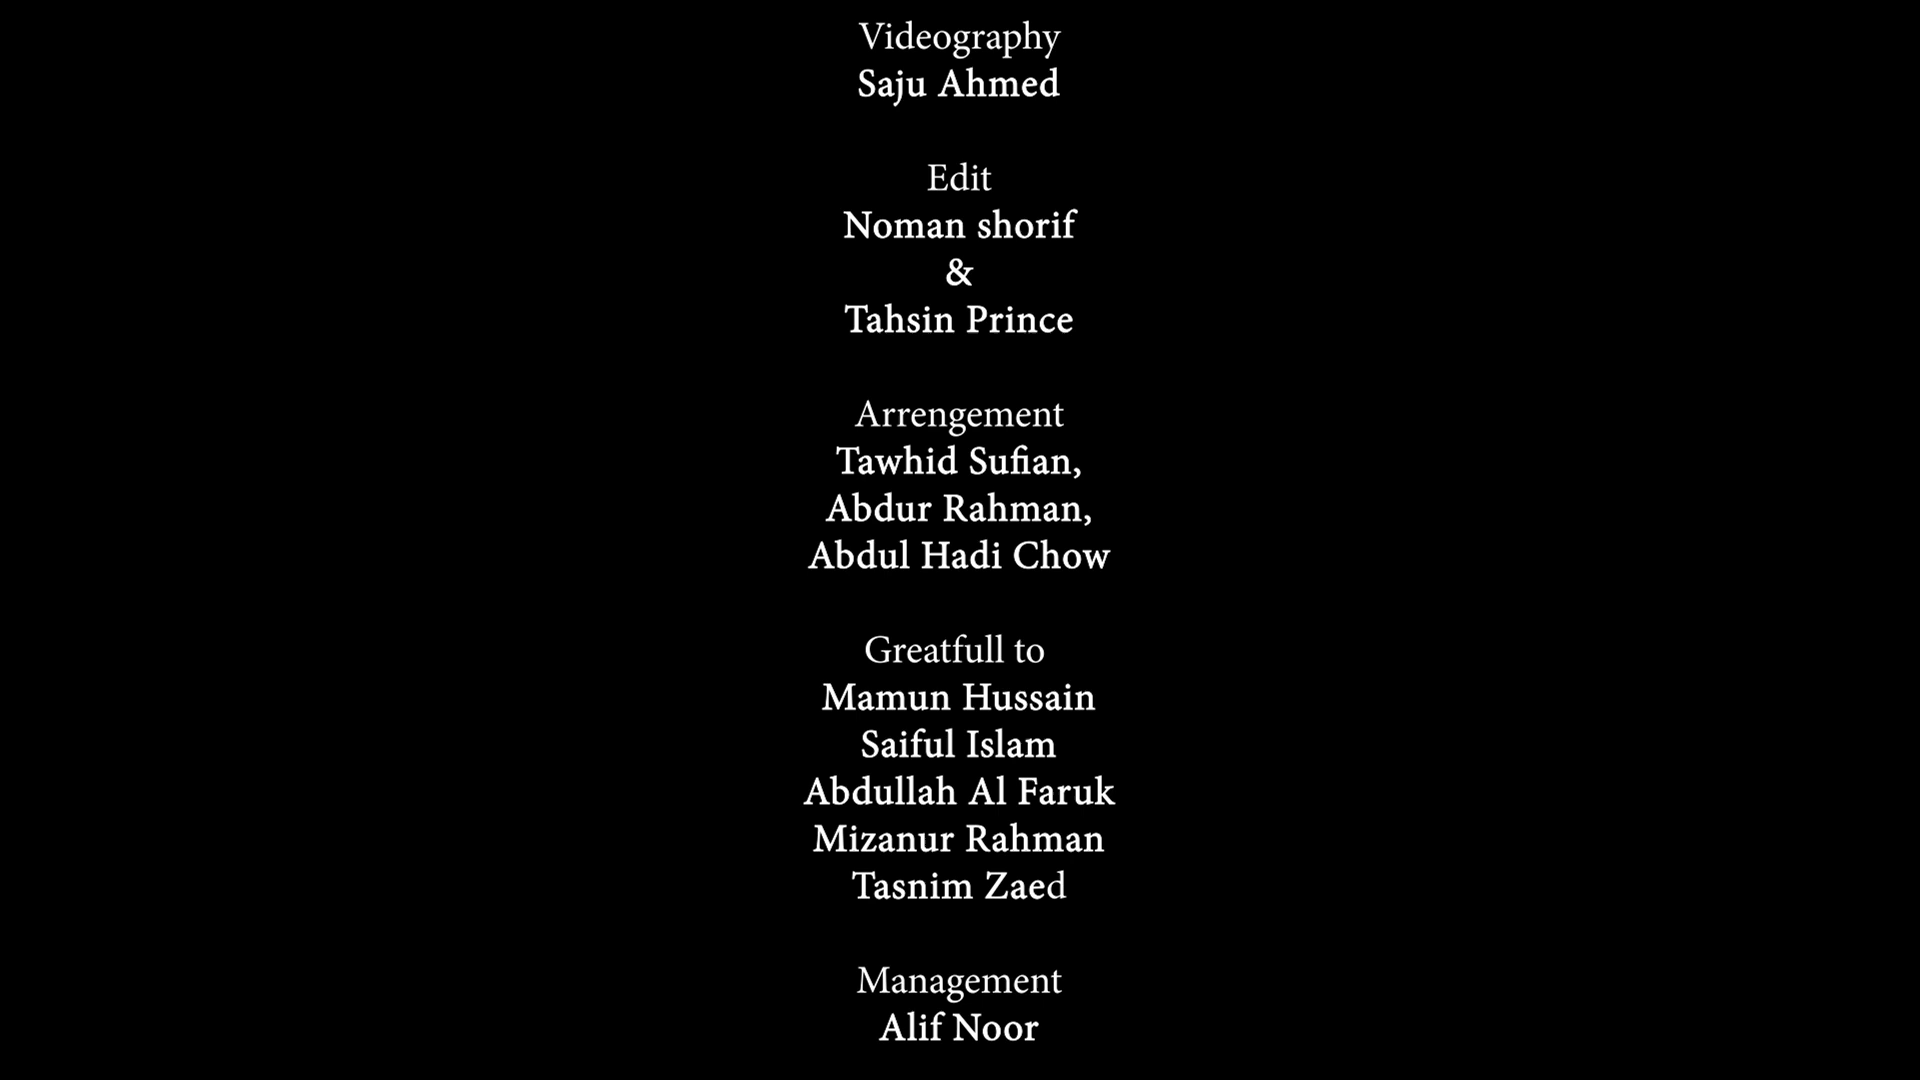 Videography
Saju Ahmed
Edit
Noman shorif
&
Tahsin Prince
Arrengement
Tawhid Sufian,
Abdur Rahman,
Abdul Hadi Chow
Greatfull to
Mamun Hussain
Saiful Islam
Abdullah Al Faruk
Mizanur Rahman
Tasnim Zaed
Management
Alif Noor